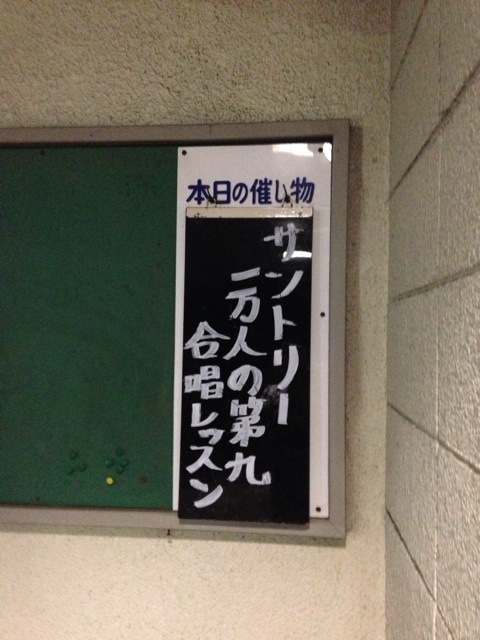 本日の催し物
サントリー
一万人の第九
合唱レッスン